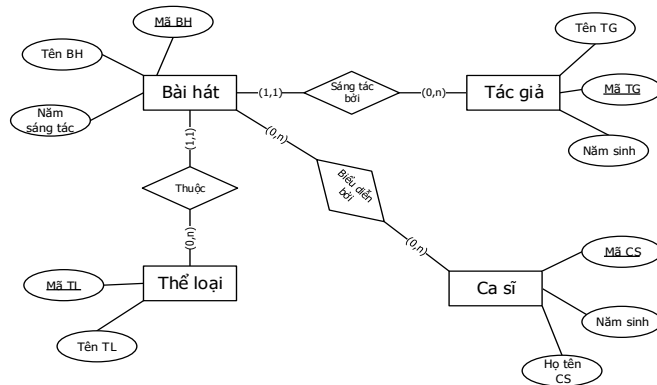 Mã BH
Tên BH
Năm
sáng tác
Bài hát
(1,1)
Sáng tác
bởi
(0,n)
Tác giả
Tên TG
Mã TG
Năm sinh
(1,1)
Thuộc
(0,n)
Thể loại
Mã TL
Tên TL
(0,n)
Biểu diễn
bởi
(0,n)
Ca sĩ
Mã CS
Năm sinh
Họ tên
CS